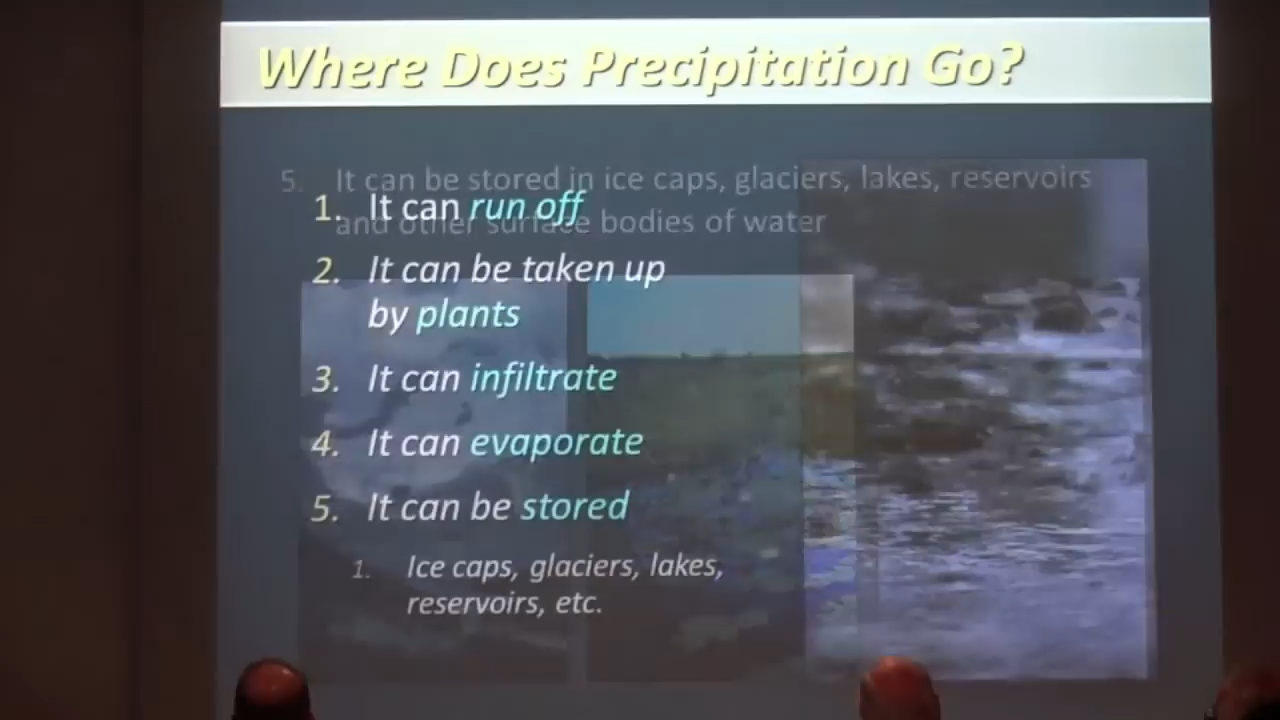 Where Does Precipitation Go?
5. It can be stored in ice caps, glaciers, lakes, reservoirs
and other surface bodies of water
1. It can run off
2. It can be taken up
by plants
3. It can infiltrate
4. It can evaporate
5. It can be stored
1. Ice caps, glaciers, lakes,
reservoirs, etc.